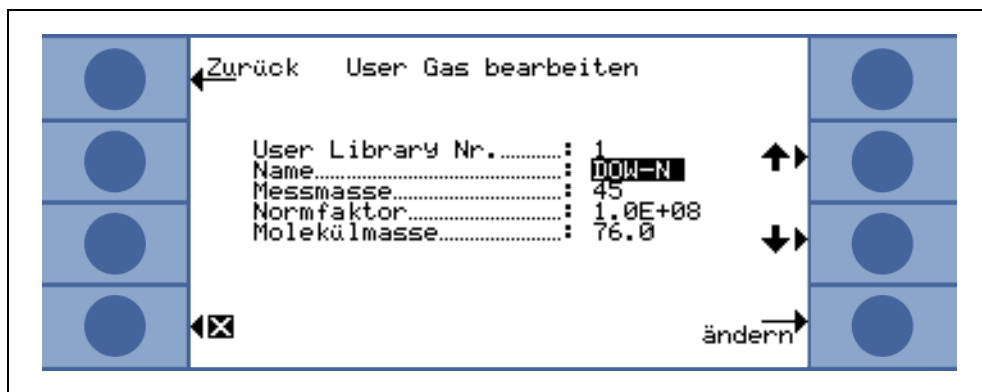 Zurück User Gas bearbeiten
User Library Nr..........: 1
Name..........: DOW-N
Messmasse..........: 45
Normfaktor..........: 1.0E+08
Molekülmasse..........: 76.0
ändern